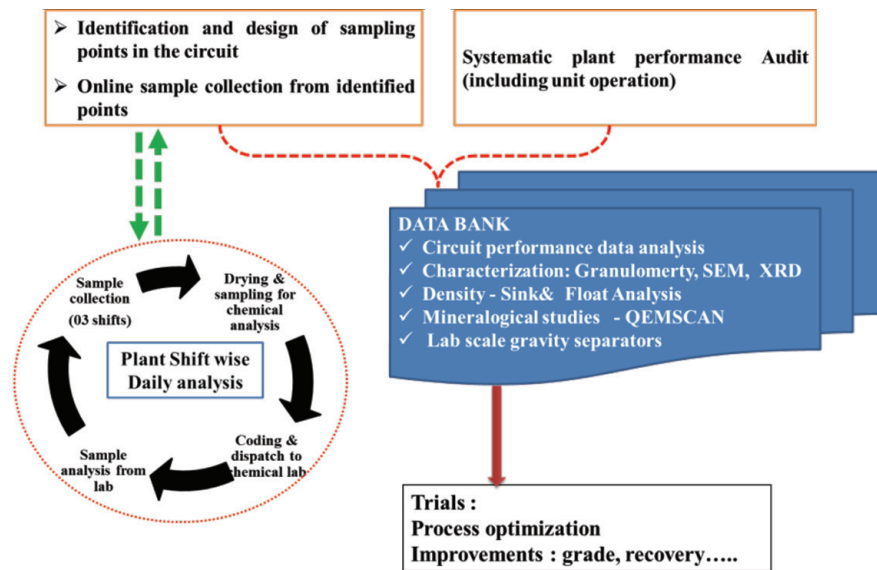 ➢ Identification and design of sampling
points in the circuit
➢ Online sample collection from identified
points
Systematic plant performance Audit
(including unit operation)
DATA BANK
✓ Circuit performance data analysis
✓ Characterization: Granulomerty, SEM, XRD
✓ Density - Sink& Float Analysis
✓ Mineralogical studies - QEMSCAN
✓ Lab scale gravity separators
Sample
collection
(03 shifts)
Drying &
sampling for
chemical
analysis
Plant Shift wise
Daily analysis
Coding &
dispatch to
chemical lab
Sample
analysis from
lab
Trials :
Process optimization
Improvements : grade, recovery…..